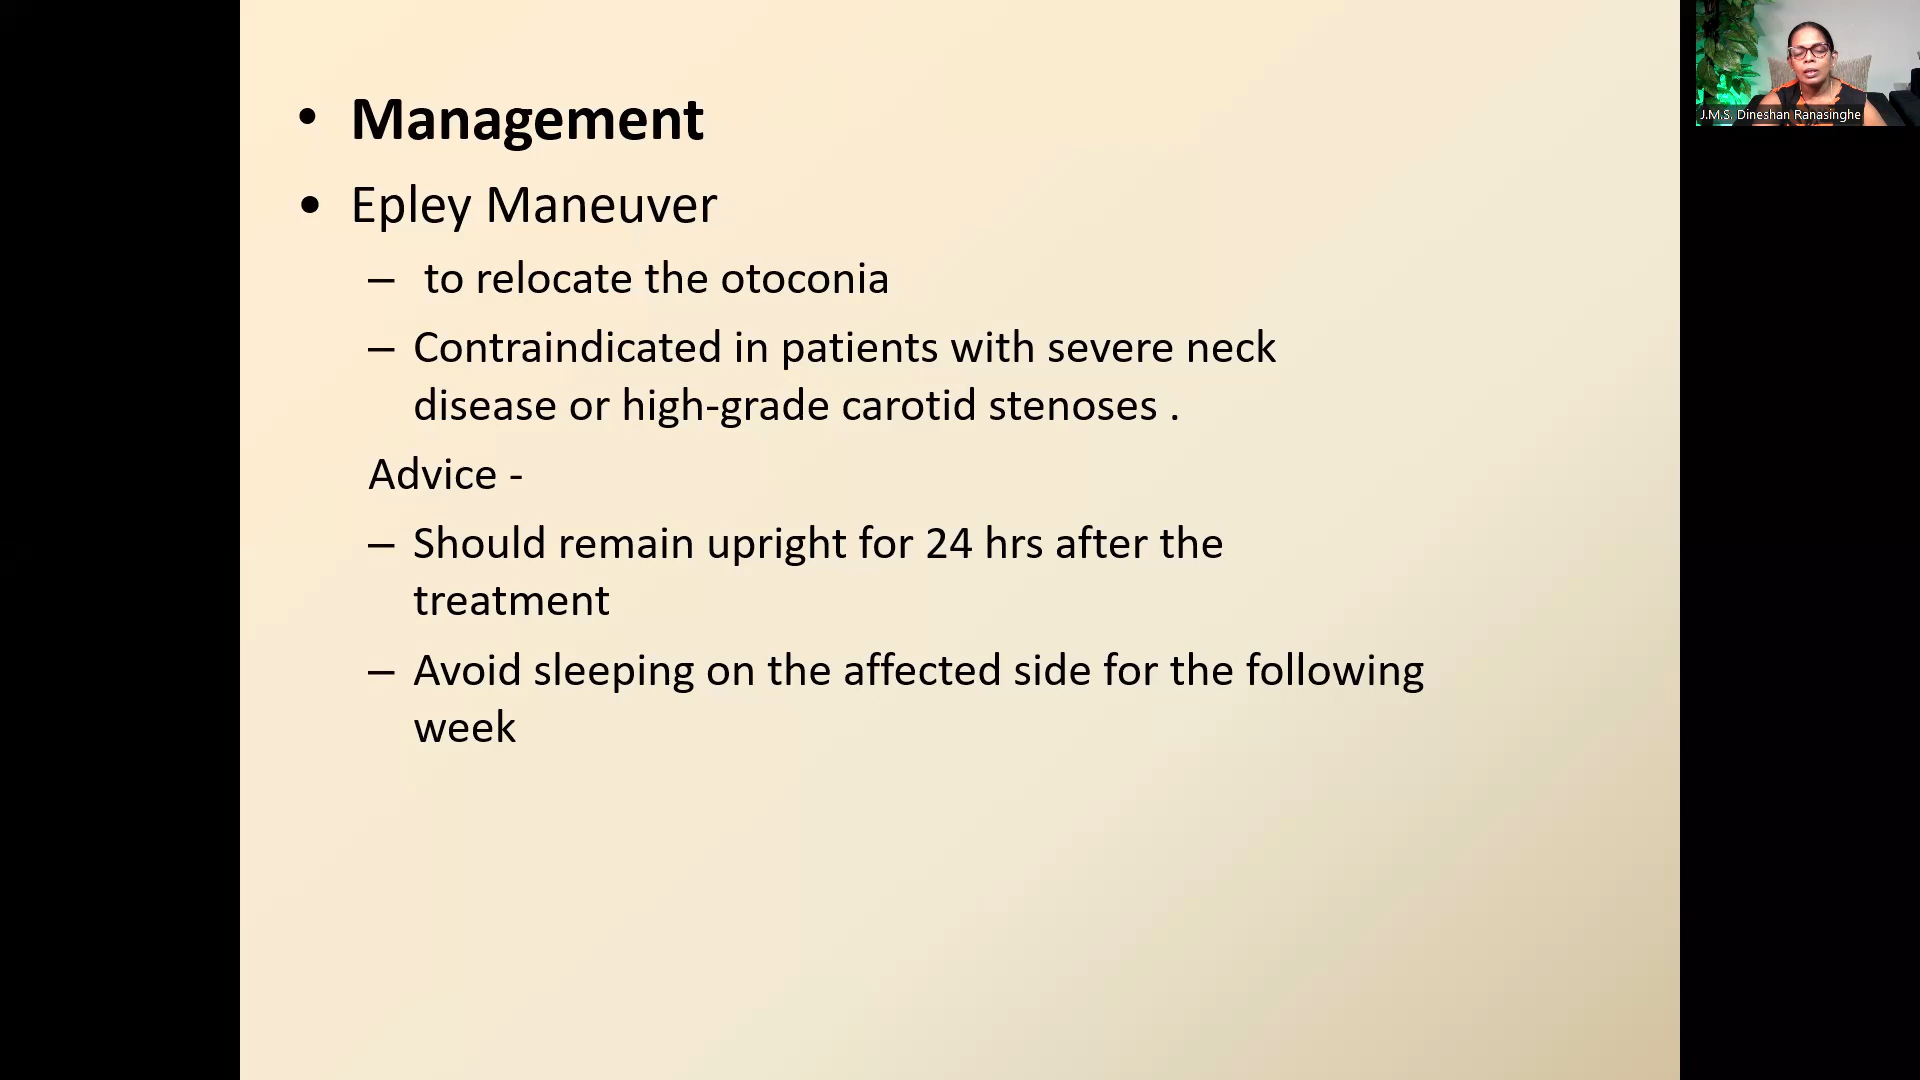 • Management
• Epley Maneuver
– to relocate the otoconia
– Contraindicated in patients with severe neck
disease or high-grade carotid stenoses .
Advice -
– Should remain upright for 24 hrs after the
treatment
– Avoid sleeping on the affected side for the following
week
J.M.S. Dineshan Ranasinghe